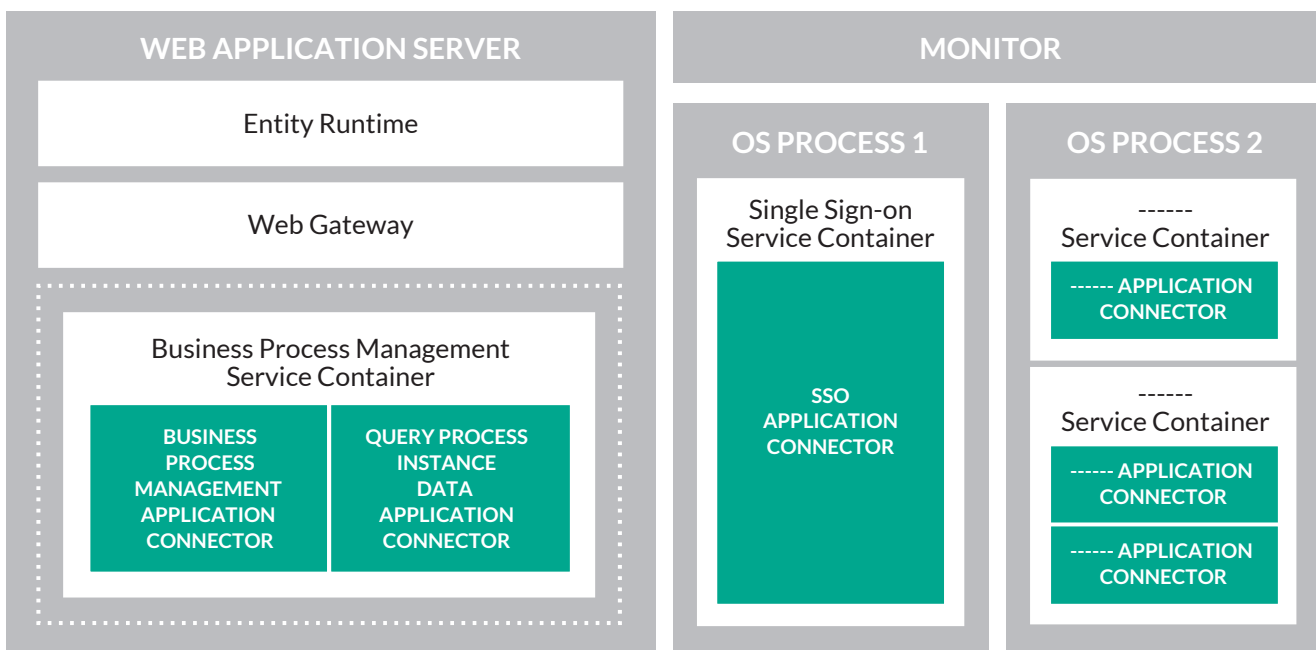 WEB APPLICATION SERVER
Entity Runtime
Web Gateway
Business Process Management
Service Container
BUSINESS
PROCESS
MANAGEMENT
APPLICATION
CONNECTOR
QUERY PROCESS
INSTANCE
DATA
APPLICATION
CONNECTOR
MONITOR
OS PROCESS 1
Single Sign-on
Service Container
SSO
APPLICATION
CONNECTOR
OS PROCESS 2
------
Service Container
------ APPLICATION
CONNECTOR
------
Service Container
------ APPLICATION
CONNECTOR
------ APPLICATION
CONNECTOR